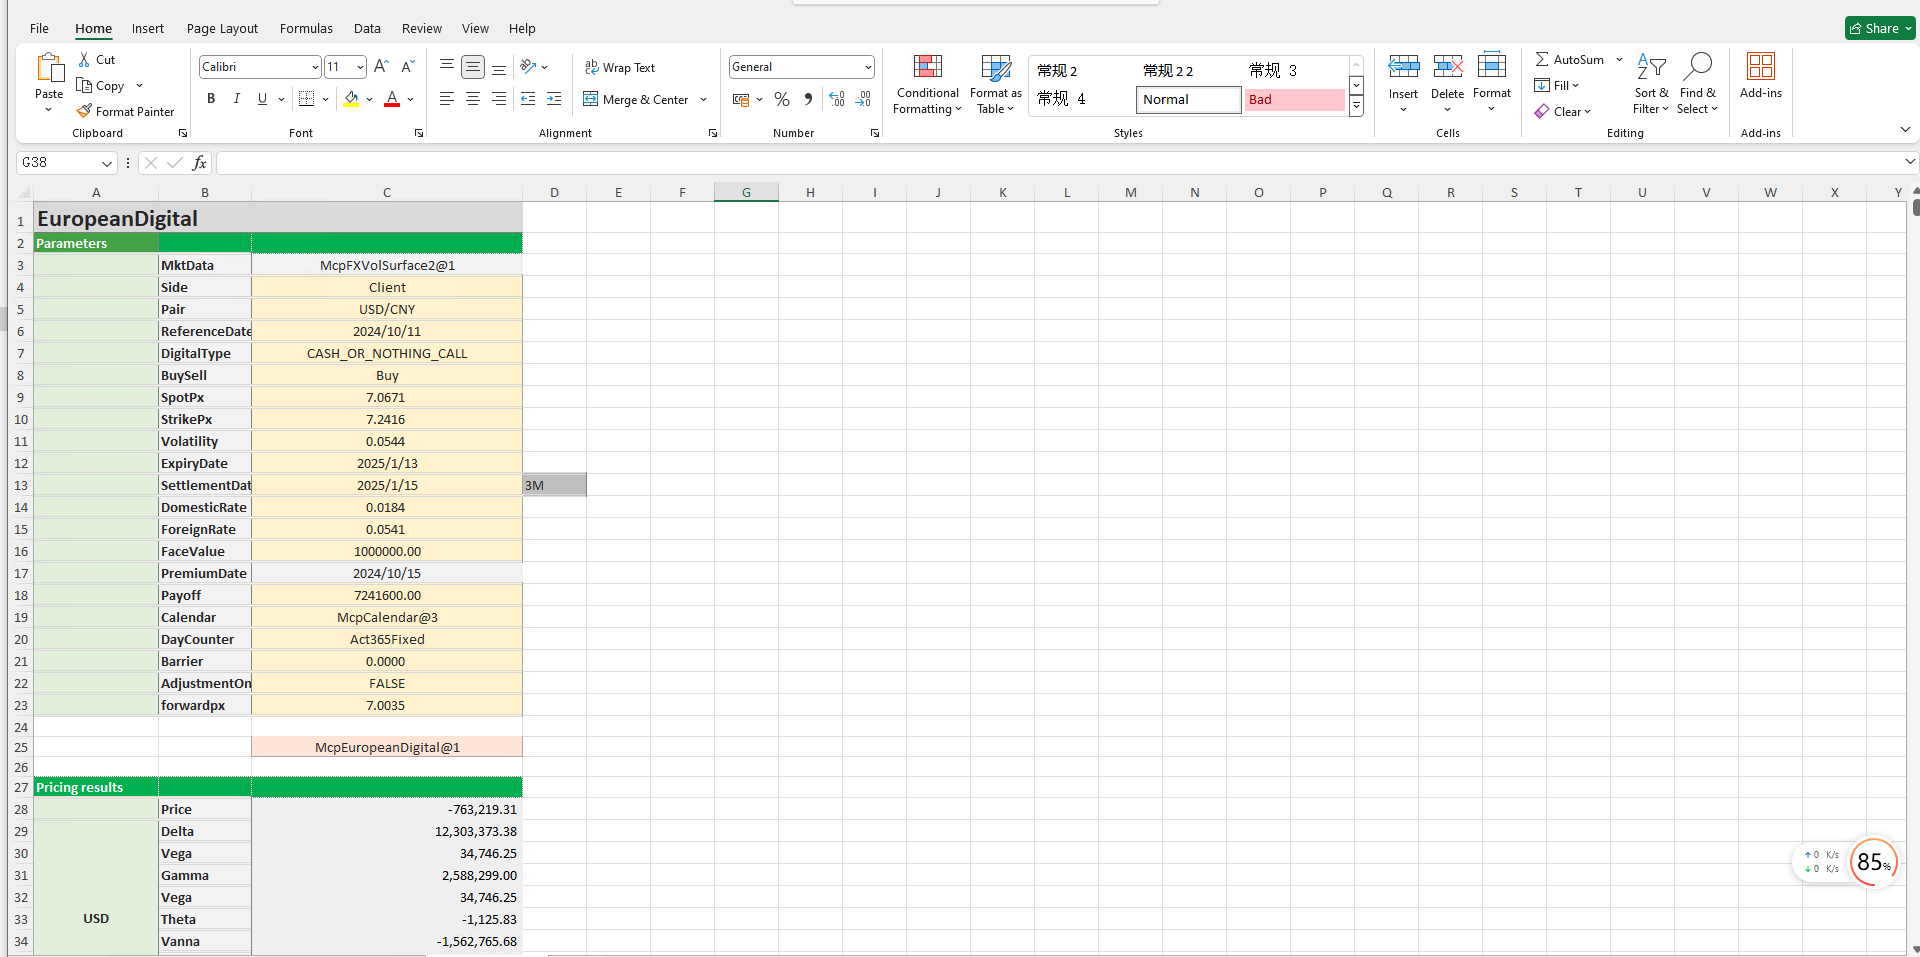 File Home Insert Page Layout Formulas Data Review View Help Share
Paste Cut Copy Format Painter Clipboard
Calibri 11 B I U Font
Wrap Text Merge & Center Alignment
General % Number
Conditional Formatting Format as Table
常规 2 常规 2 2 常规 3
常规 4 Normal Bad
Styles
Insert Delete Format Cells
AutoSum Fill Clear Sort & Filter Find & Select Editing
Add-ins Add-ins
G38 fx
A B C D E F G H I J K L M N O P Q R S T U V W X Y
1 EuropeanDigital
2 Parameters
3 MktData McpFXVolSurface2@1
4 Side Client
5 Pair USD/CNY
6 ReferenceDate 2024/10/11
7 DigitalType CASH_OR_NOTHING_CALL
8 BuySell Buy
9 SpotPx 7.0671
10 StrikePx 7.2416
11 Volatility 0.0544
12 ExpiryDate 2025/1/13
13 SettlementDat 2025/1/15 3M
14 DomesticRate 0.0184
15 ForeignRate 0.0541
16 FaceValue 1000000.00
17 PremiumDate 2024/10/15
18 Payoff 7241600.00
19 Calendar McpCalendar@3
20 DayCounter Act365Fixed
21 Barrier 0.0000
22 AdjustmentOn FALSE
23 forwardpx 7.0035
24
25 McpEuropeanDigital@1
26
27 Pricing results
28 Price -763,219.31
29 Delta 12,303,373.38
30 Vega 34,746.25
31 Gamma 2,588,299.00
32 Vega 34,746.25
33 USD Theta -1,125.83
34 Vanna -1,562,765.68
0 K/s
0 K/s
85%